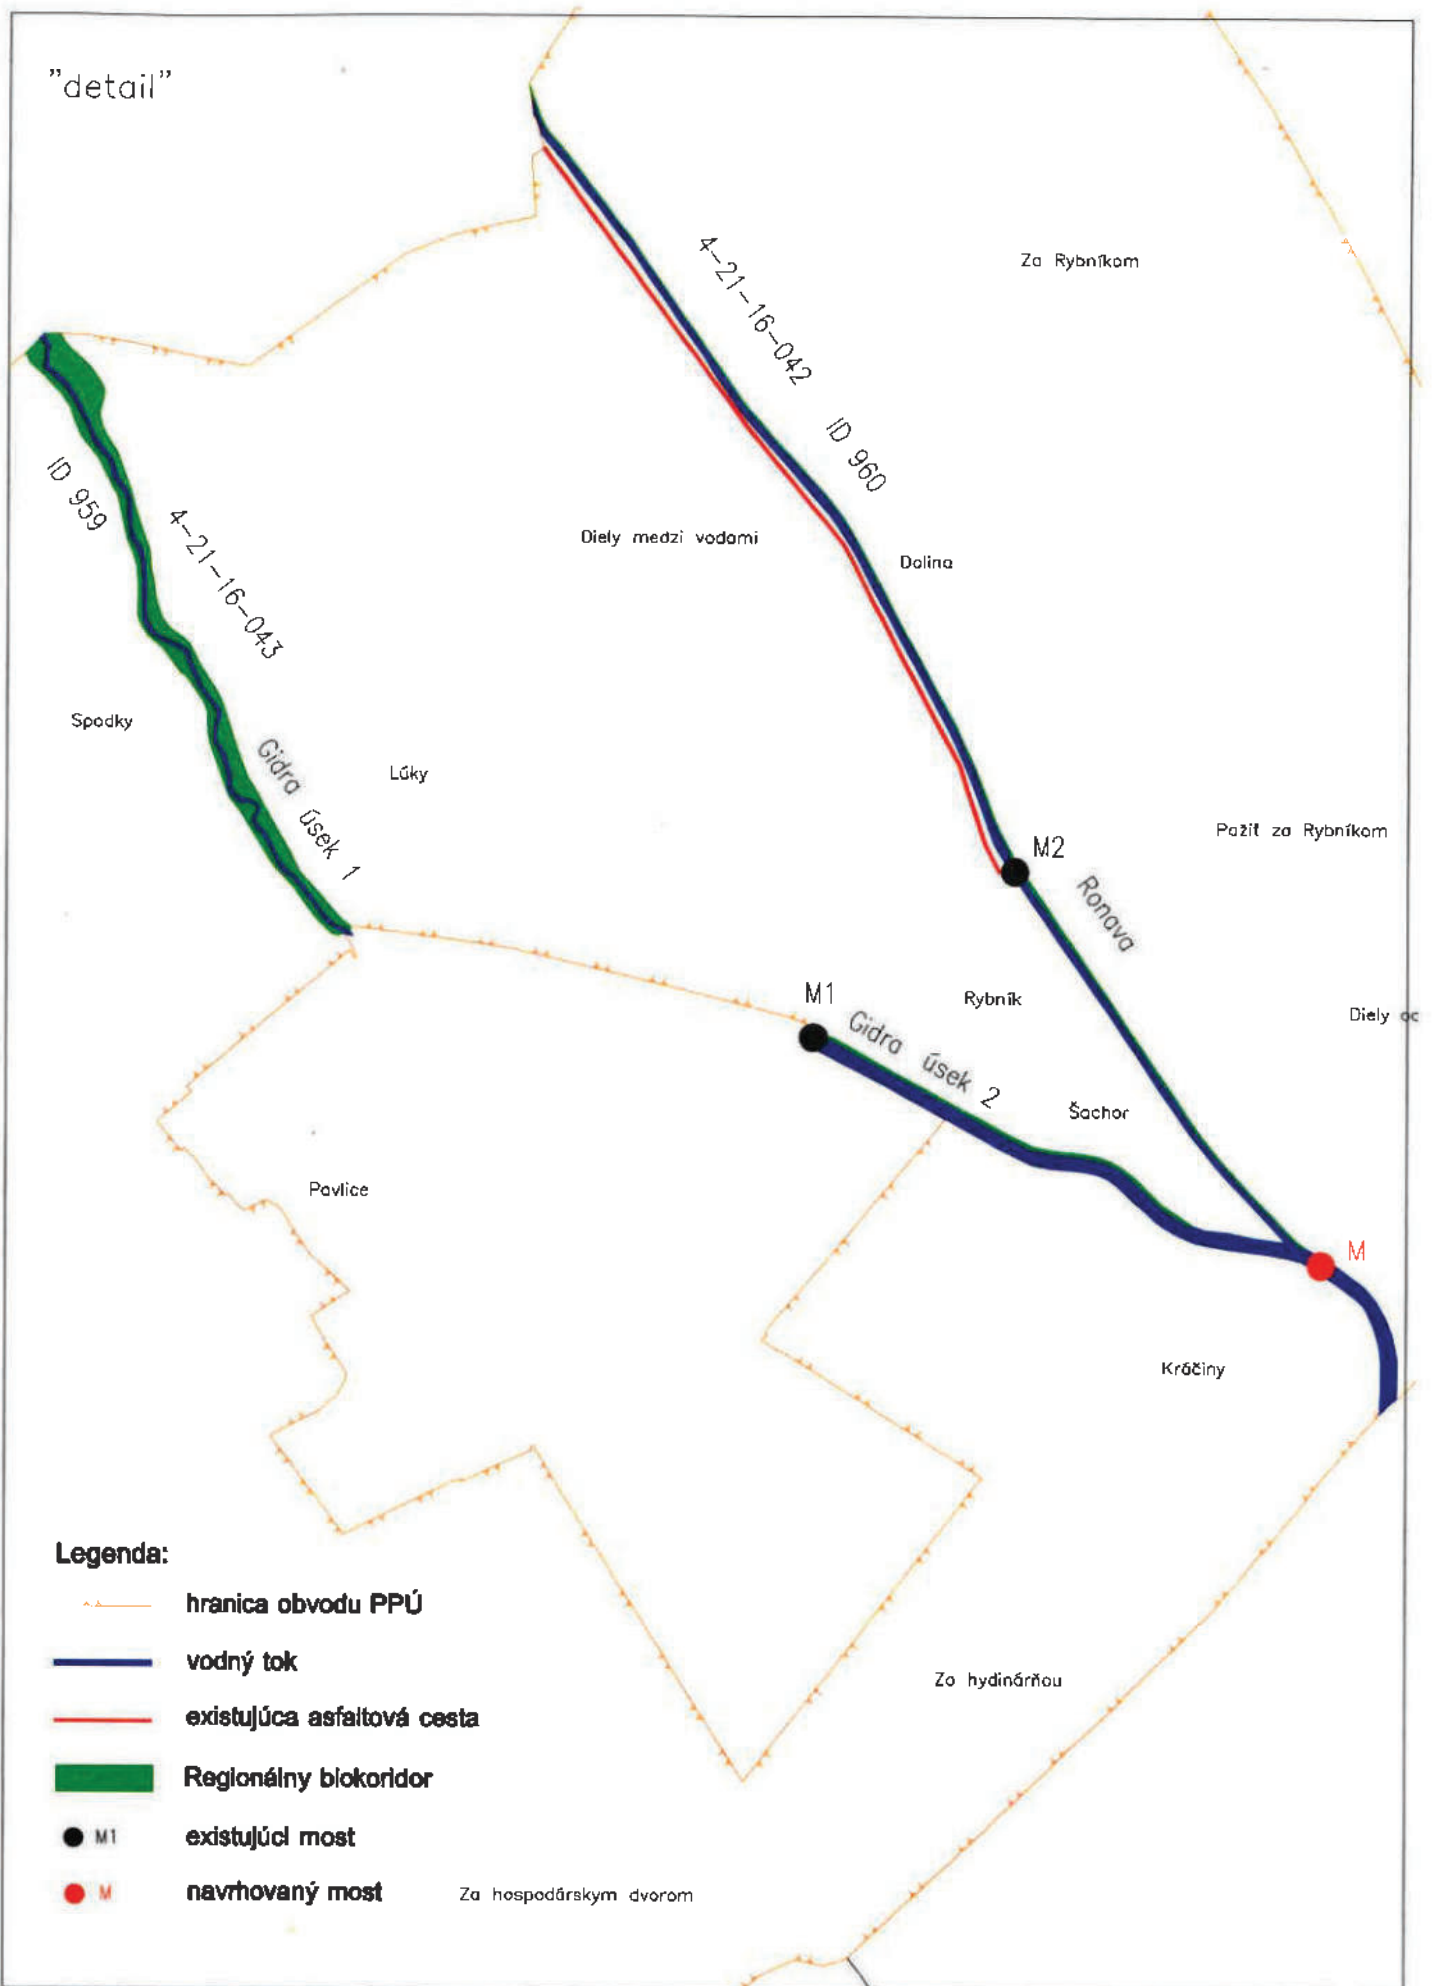 "detail"
Za Rybníkom
4-21-16-042
ID 960
ID 959
4-21-16-043
Diely medzi vodami
Dolina
Spodky
Gidra úsek 1
Lúky
Pažiť za Rybníkom
M2
Ronava
M1
Gidra úsek 2
Rybník
Diely oc
Šachor
Pavlice
M
Kráčiny
Legenda:
hranica obvodu PPÚ
vodný tok
Za hydinárňou
existujúca asfaltová cesta
Regionálny biokoridor
M1 existujúci most
M navrhovaný most
Za hospodárskym dvorom